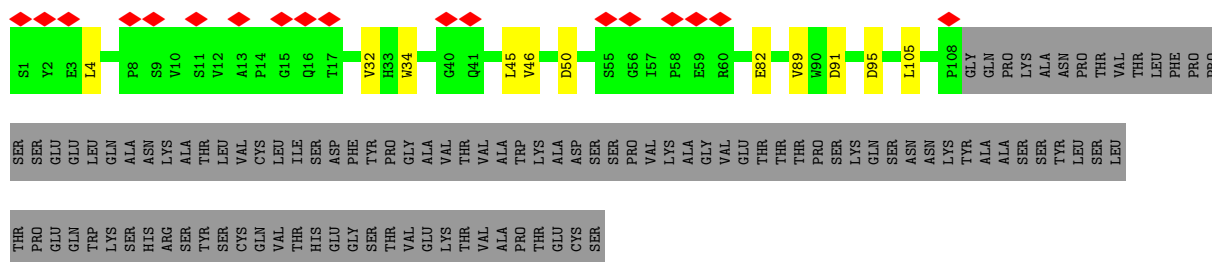 S1 Y2 E3 L4 P8 S9 V10 S11 V12 A13 P14 G15 Q16 T17 V32 H33 W34 G40 Q41 L45 V46 D50 S55 G56 I57 P58 E59 R60 E82 V89 W90 D91 D95 L105 P108 GLY GLN PRO LYS ALA ASN PRO THR VAL THR LEU PHE PRO PRO
SER SER GLU GLU LEU GLN ALA ASN LYS ALA THR LEU VAL CYS LEU ILE SER ASP PHE TYR PRO GLY ALA VAL THR VAL ALA TRP LYS ALA ASP SER SER PRO VAL LYS ALA GLY VAL GLU THR THR THR PRO SER LYS GLN SER ASN ASN LYS TYR ALA ALA SER SER TYR LEU SER LEU
THR PRO GLU GLN TRP LYS SER HIS ARG SER TYR SER CYS GLN VAL THR HIS GLU GLY SER THR VAL GLU LYS THR VAL ALA PRO THR GLU CYS SER